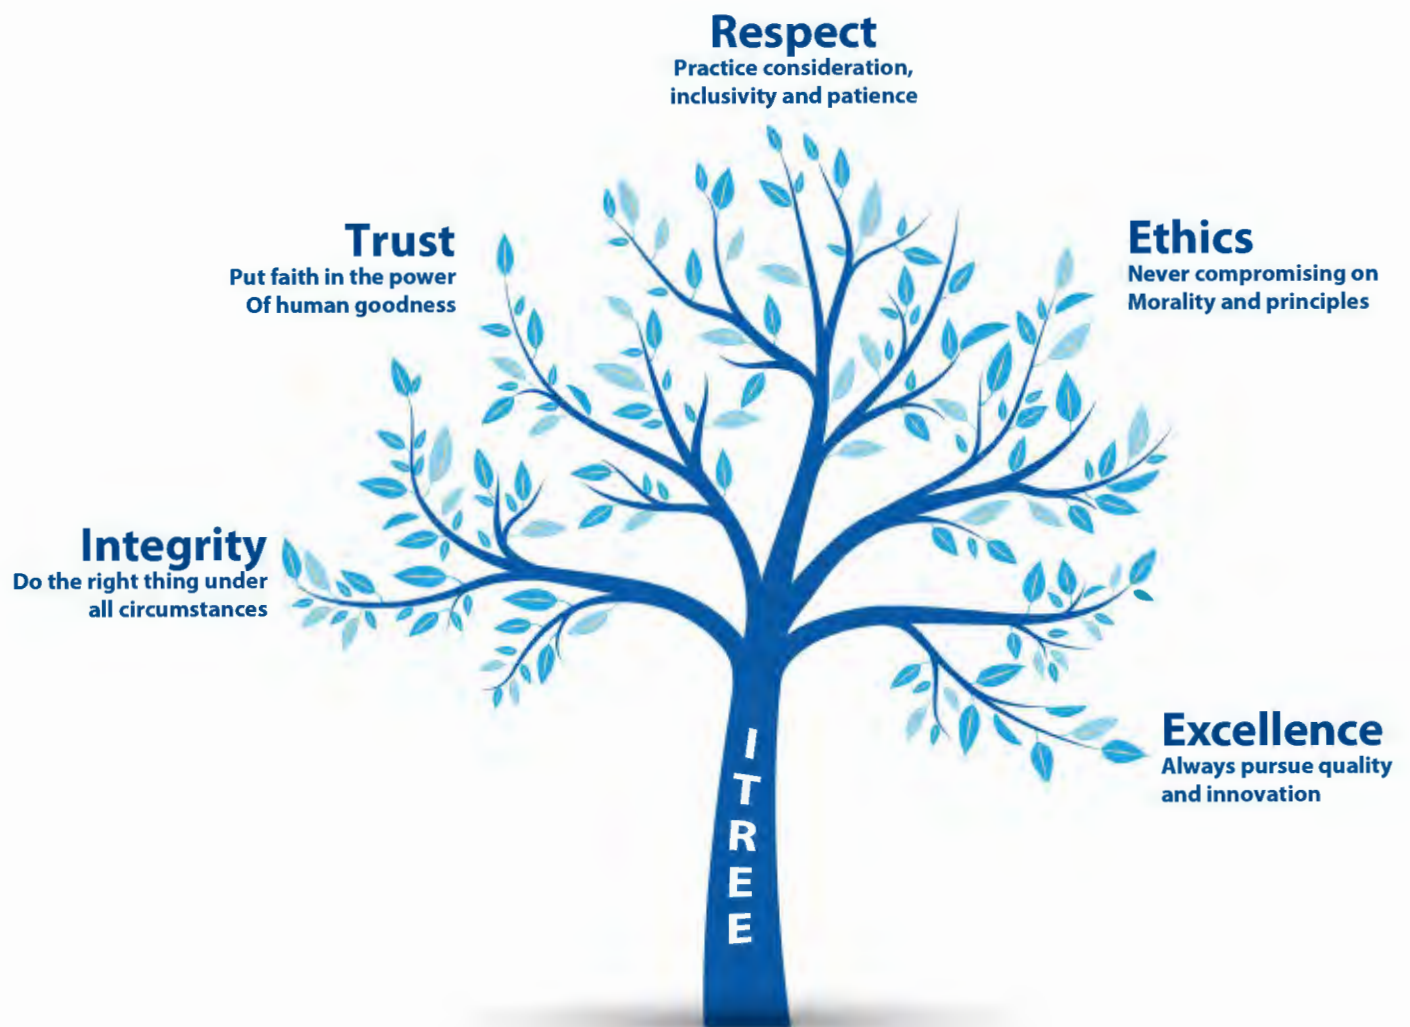 Respect
Practice consideration,
inclusivity and patience
Trust
Put faith in the power
Of human goodness
Ethics
Never compromising on
Morality and principles
Integrity
Do the right thing under
all circumstances
Excellence
Always pursue quality
and innovation
I
T
R
E
E